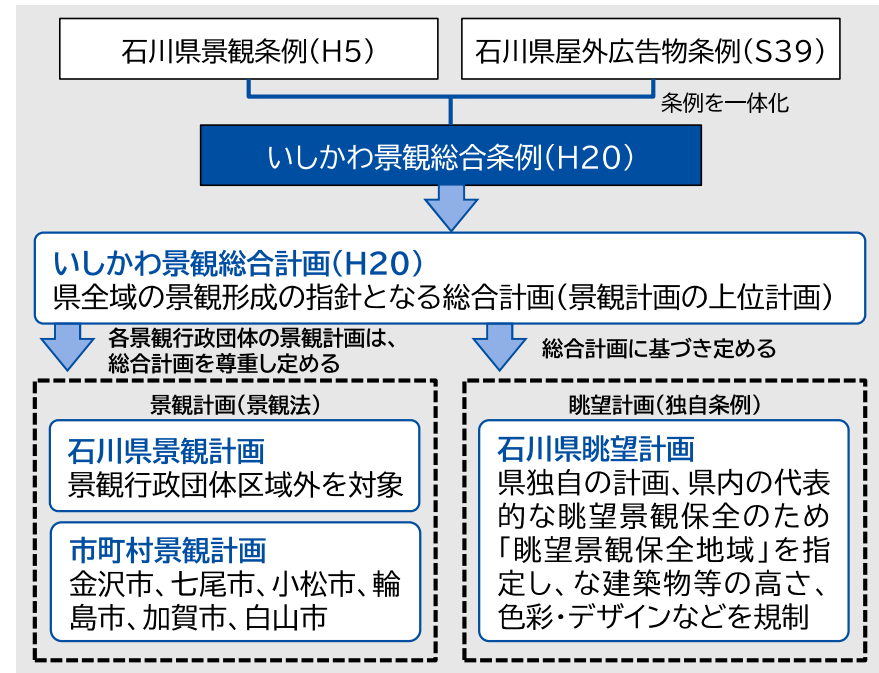 石川県景観条例(H5)
石川県屋外広告物条例(S39)
条例を一体化
いしかわ景観総合条例(H20)
いしかわ景観総合計画(H20)
県全域の景観形成の指針となる総合計画(景観計画の上位計画)
各景観行政団体の景観計画は、
総合計画を尊重し定める
総合計画に基づき定める
景観計画(景観法)
石川県景観計画
景観行政団体区域外を対象
市町村景観計画
金沢市、七尾市、小松市、輪
島市、加賀市、白山市
眺望計画(独自条例)
石川県眺望計画
県独自の計画、県内の代表
的な眺望景観保全のため
「眺望景観保全地域」を指
定し、な建築物等の高さ、
色彩・デザインなどを規制